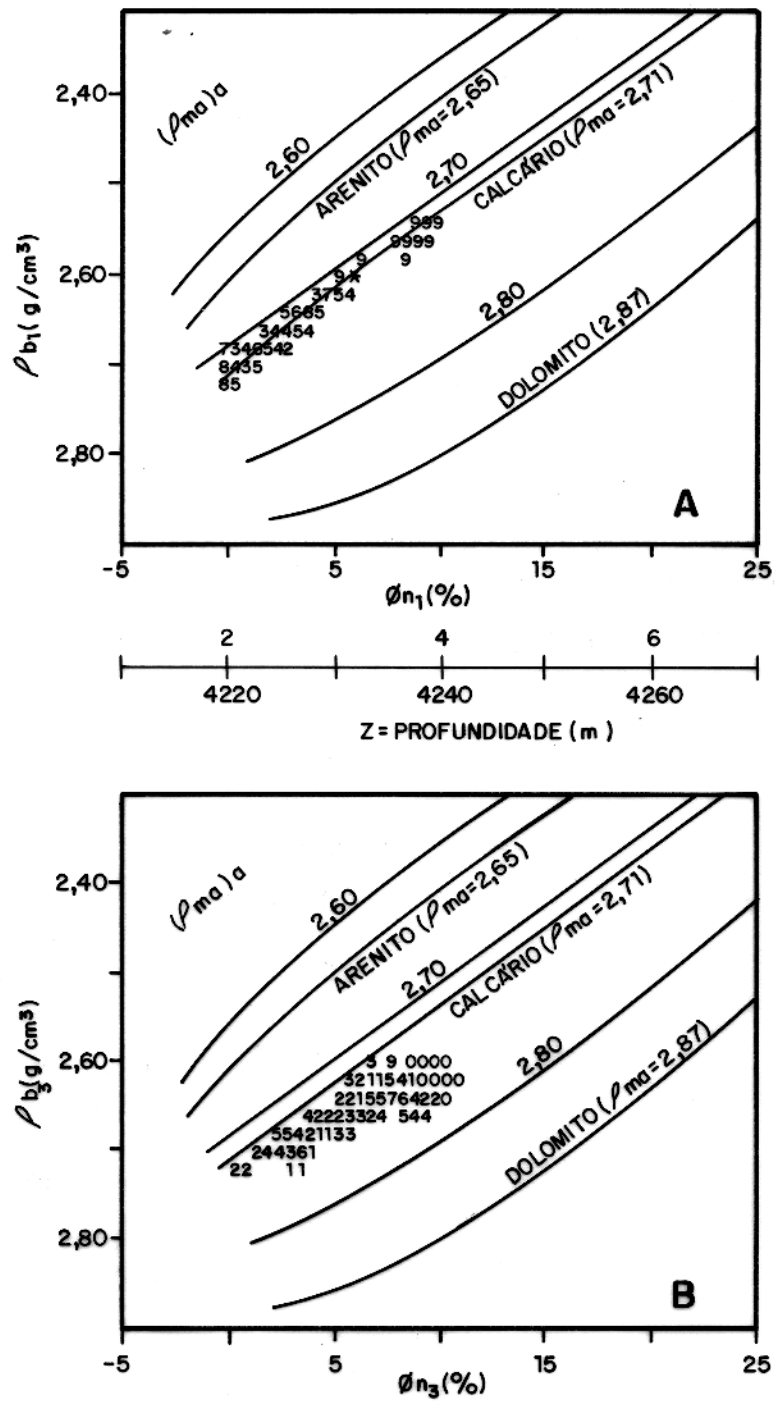 (ρma)a
2,60
ARENITO (ρma=2,65)
2,70
CALCÁRIO (ρma=2,71)
2,80
DOLOMITO (2,87)
2,40
2,60
2,80
ρb₁(g/cm³)
999
9999
9 9
9 *
3754
5685
34454
7346542
8435
85
A
-5 5 15 25
Øn₁(%)
2 4 6
4220 4240 4260
Z = PROFUNDIDADE (m)
(ρma)a
2,60
ARENITO (ρma=2,65)
2,70
CALCÁRIO (ρma=2,71)
2,80
DOLOMITO (ρma=2,87)
2,40
2,60
2,80
ρb₃(g/cm³)
3 9 0000
32115410000
22155764220
42223324 544
55421133
244361
22 11
B
-5 5 15 25
Øn₃(%)